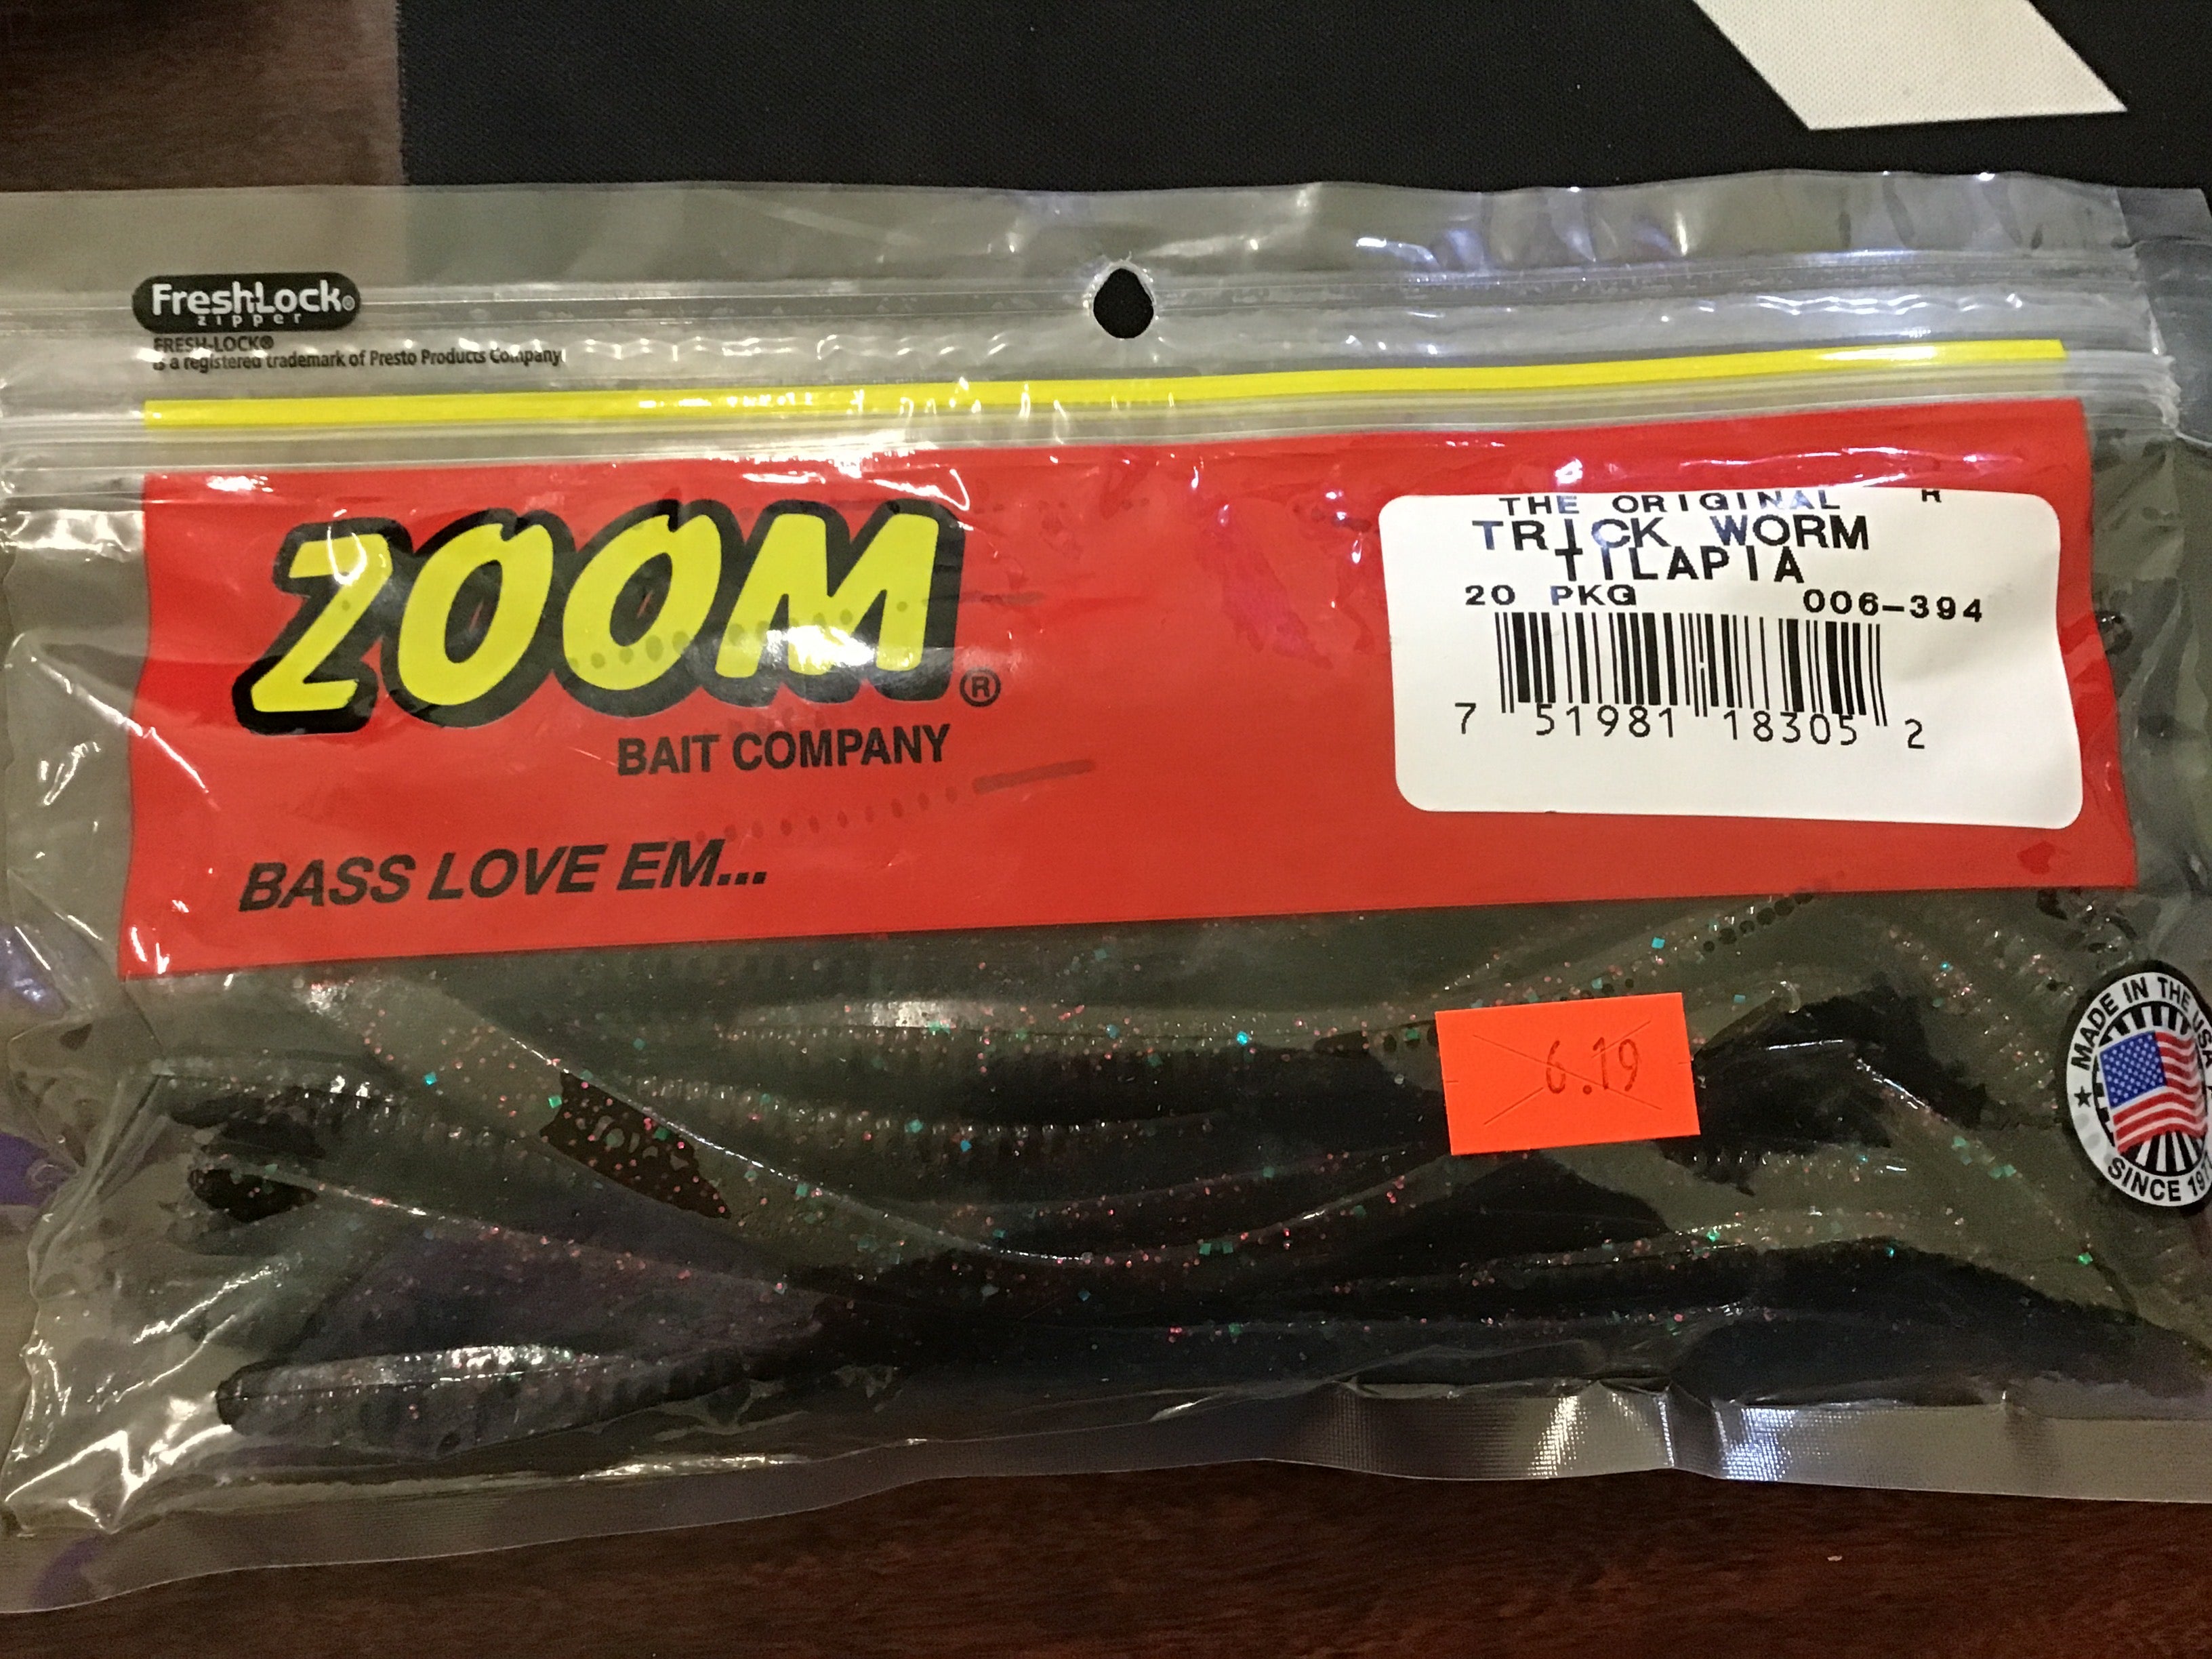 FreshLock®
zipper
FRESH-LOCK®
is a registered trademark of Presto Products Company
ZOOM®
BAIT COMPANY
BASS LOVE EM...
THE ORIGINAL R
TRICK WORM
TILAPIA
20 PKG 006-394
7 51981 18305 2
6.19
★ MADE IN THE USA
SINCE 197